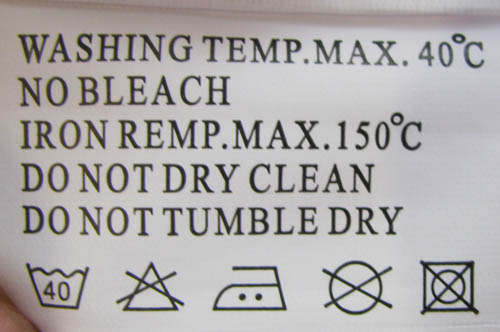 WASHING TEMP.MAX. 40°C
NO BLEACH
IRON REMP.MAX.150°C
DO NOT DRY CLEAN
DO NOT TUMBLE DRY
40